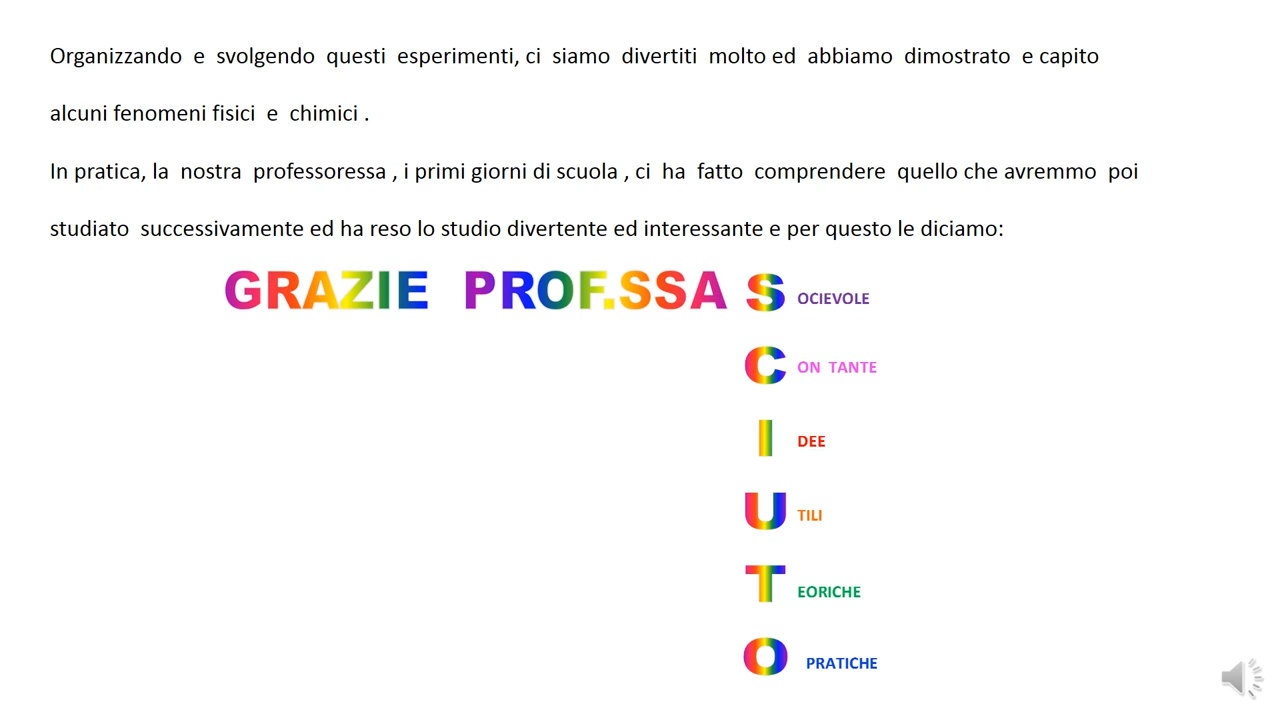 Organizzando e svolgendo questi esperimenti, ci siamo divertiti molto ed abbiamo dimostrato e capito
alcuni fenomeni fisici e chimici .
In pratica, la nostra professoressa , i primi giorni di scuola , ci ha fatto comprendere quello che avremmo poi
studiato successivamente ed ha reso lo studio divertente ed interessante e per questo le diciamo:
GRAZIE PROF.SSA S OCIEVOLE
C ON TANTE
I DEE
U TILI
T EORICHE
O PRATICHE